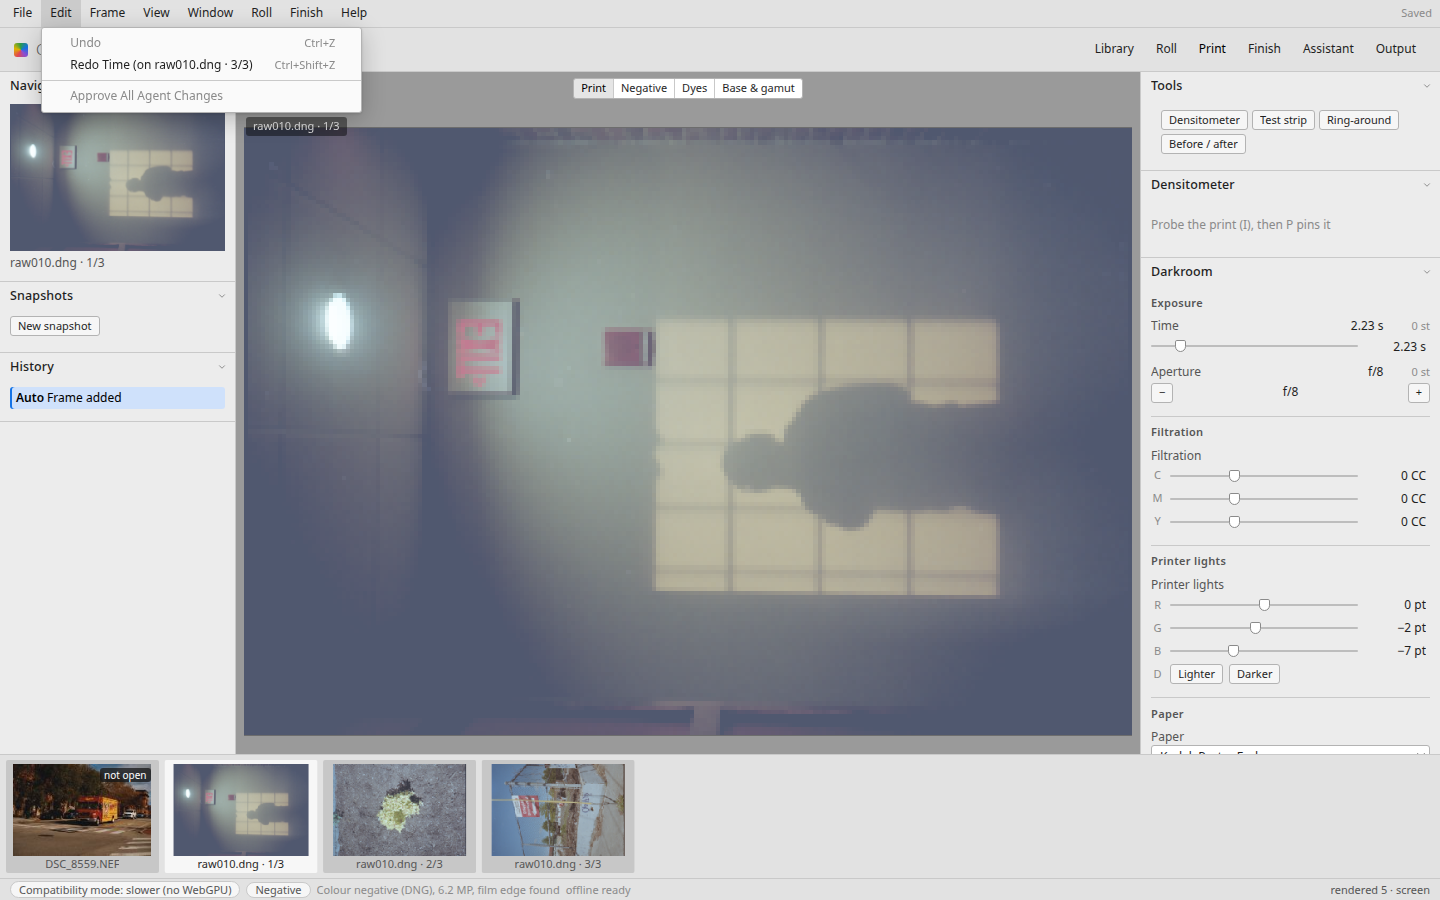 File Edit Frame View Window Roll Finish Help Saved
Undo Ctrl+Z
Redo Time (on raw010.dng · 3/3) Ctrl+Shift+Z
Approve All Agent Changes
Library Roll Print Finish Assistant Output
Print Negative Dyes Base & gamut
raw010.dng · 1/3
EXIT
raw010.dng · 1/3
Snapshots
New snapshot
History
Auto Frame added
Tools
Densitometer Test strip Ring-around
Before / after
Densitometer
Probe the print (I), then P pins it
Darkroom
Exposure
Time 2.23 s 0 st
2.23 s
Aperture f/8 0 st
− f/8 +
Filtration
Filtration
C 0 CC
M 0 CC
Y 0 CC
Printer lights
Printer lights
R 0 pt
G −2 pt
B −7 pt
D Lighter Darker
Paper
Paper
not open
DSC_8559.NEF
raw010.dng · 1/3
raw010.dng · 2/3
raw010.dng · 3/3
Compatibility mode: slower (no WebGPU) Negative Colour negative (DNG), 6.2 MP, film edge found offline ready rendered 5 · screen